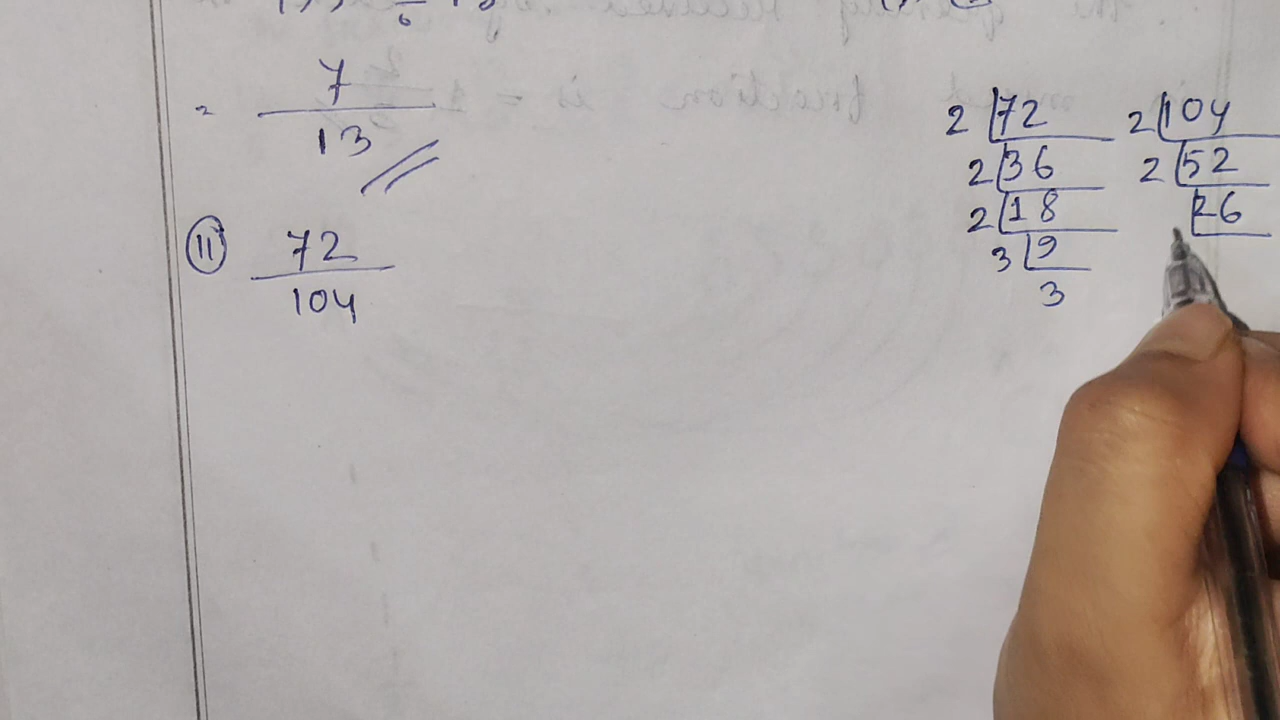 = 7/13
(11) 72/104
2 | 72
2 | 36
2 | 18
3 | 9
3
2 | 104
2 | 52
26